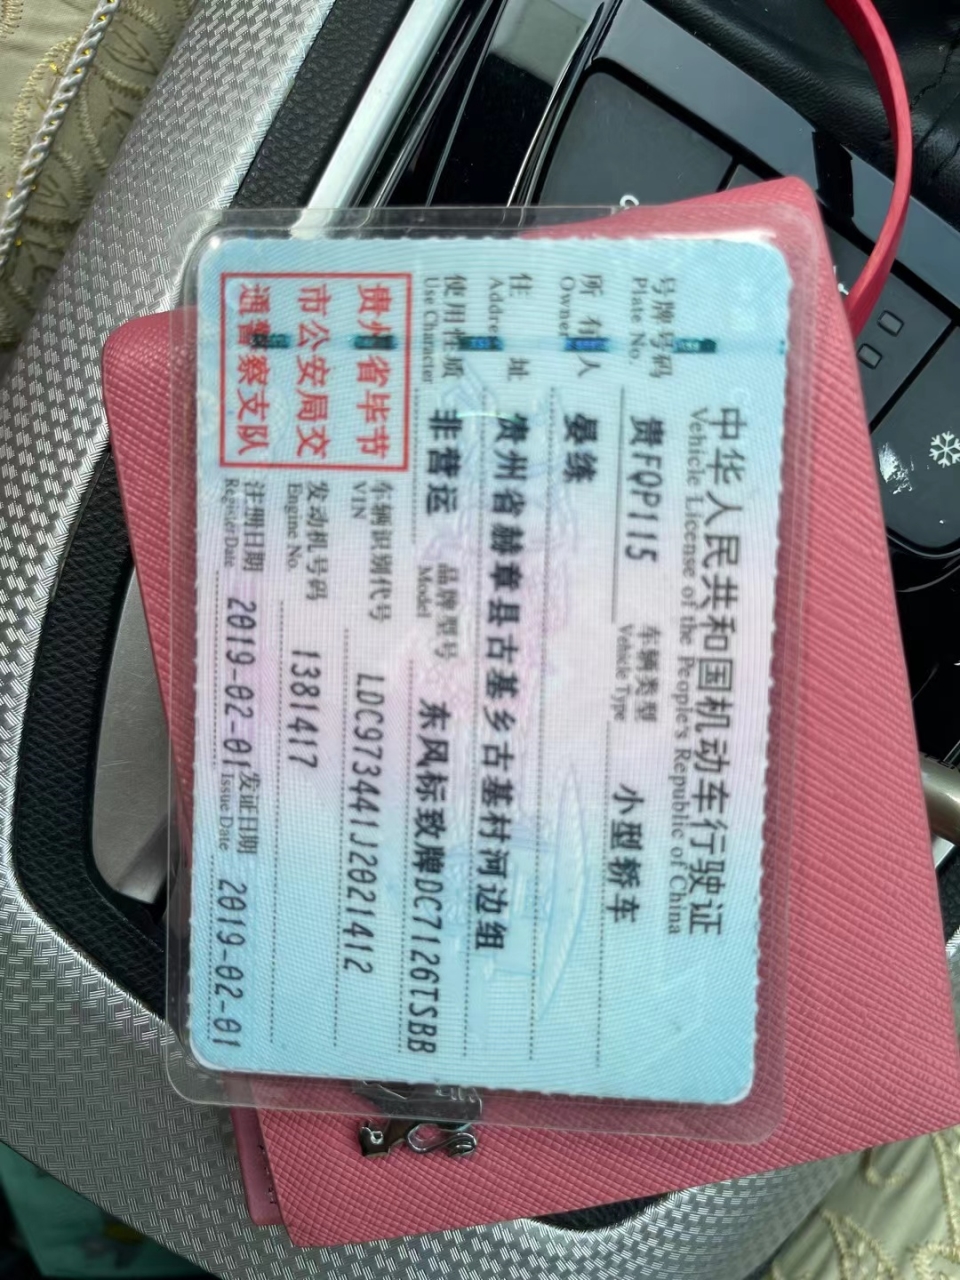 中华人民共和国机动车行驶证
Vehicle License of the People's Republic of China
号牌号码 贵FQP115 车辆类型 小型轿车
Plate No. Vehicle Type
所有人 晏练
Owner
住址 贵州省赫章县古基乡古基村河边组
Address
使用性质 非营运 品牌型号 东风标致牌DC7126TSBB
Use Character Model
贵州省毕节
市公安局交
通警察支队
车辆识别代号 LDC973441J2021412
VIN
发动机号码 1381417
Engine No.
注册日期 2019-02-01 发证日期 2019-02-01
Register Date Issue Date